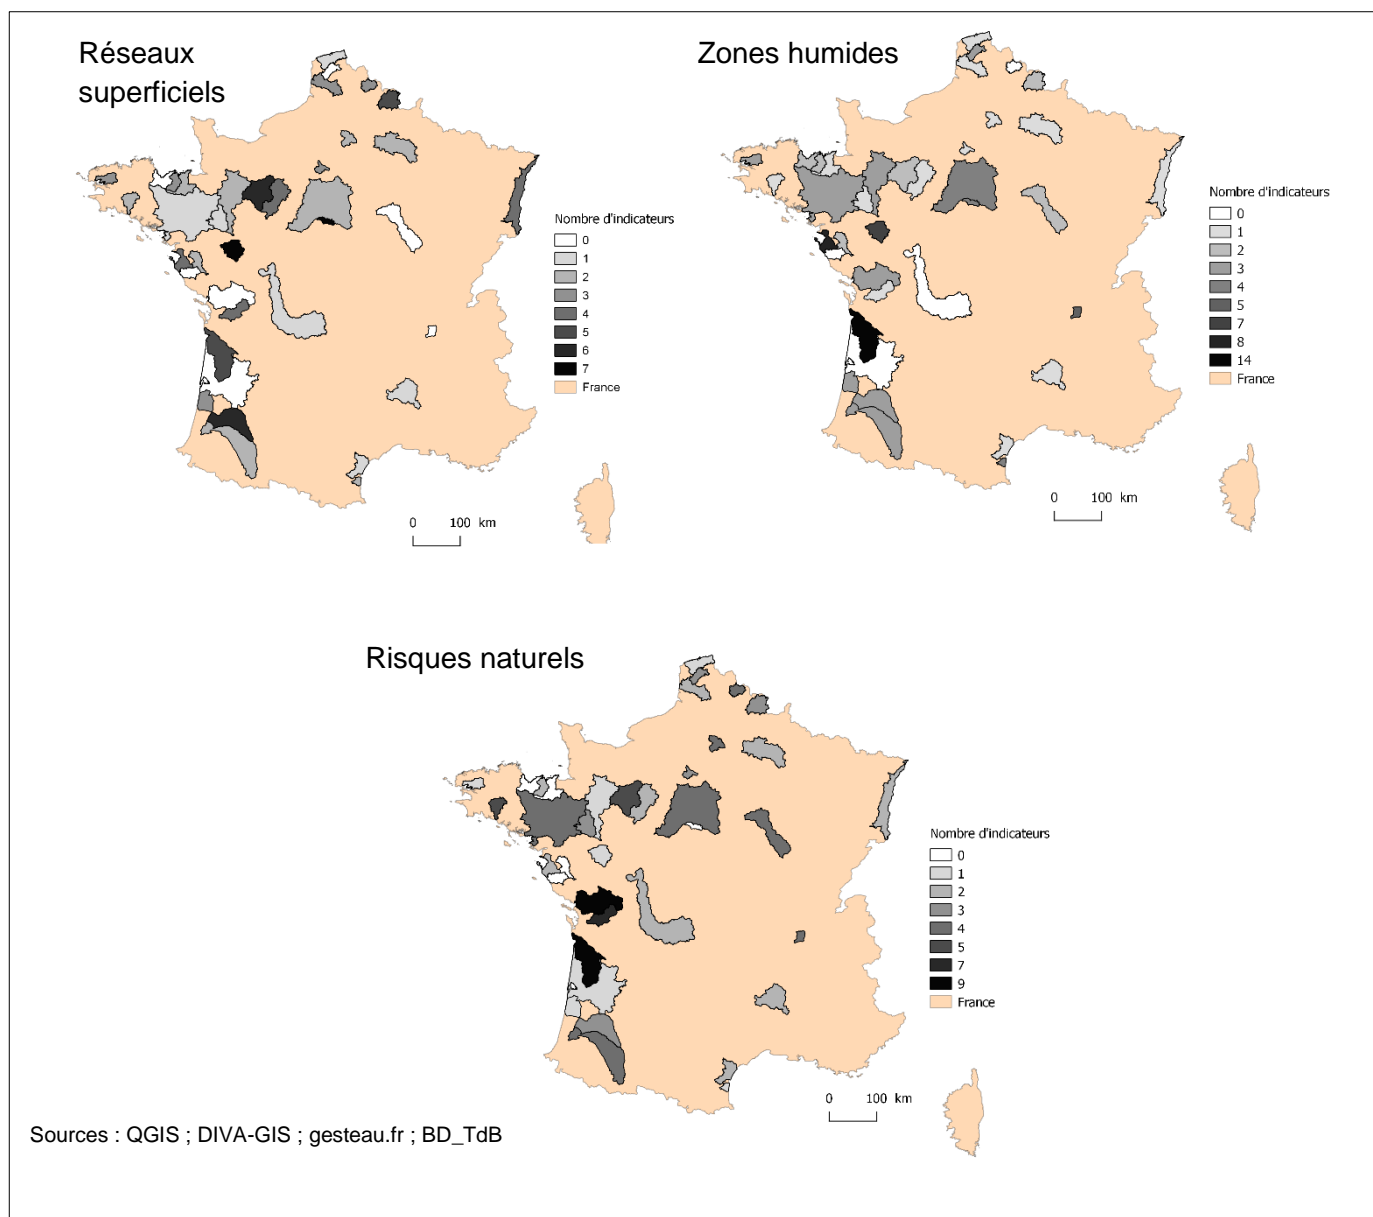 Réseaux
superficiels
Nombre d'indicateurs
0
1
2
3
4
5
6
7
France
0 100 km
Zones humides
Nombre d'indicateurs
0
1
2
3
4
5
7
8
14
France
0 100 km
Risques naturels
Nombre d'indicateurs
0
1
2
3
4
5
7
9
France
0 100 km
Sources : QGIS ; DIVA-GIS ; gesteau.fr ; BD_TdB